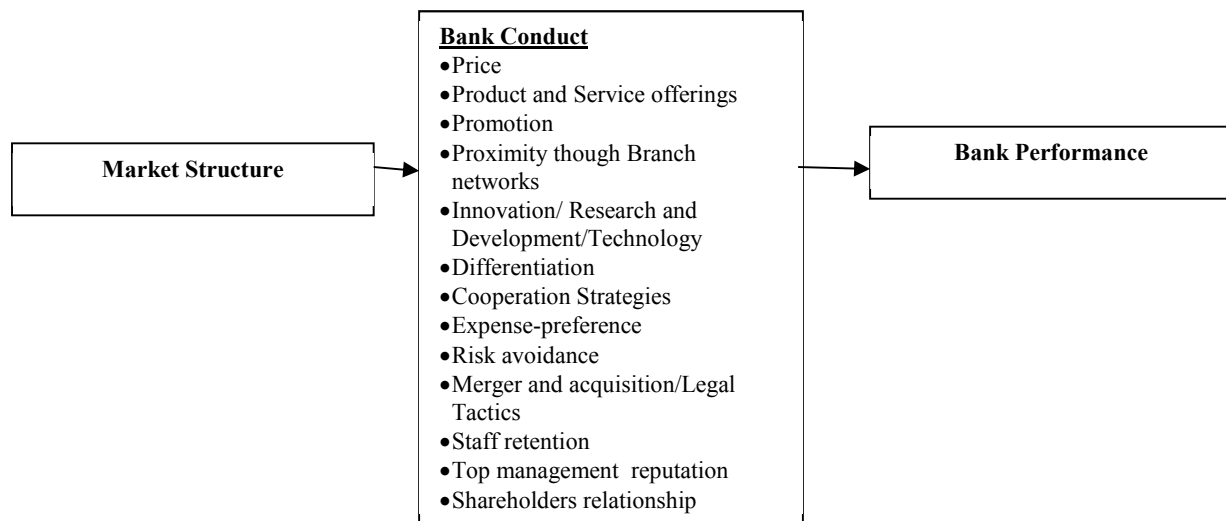 Market Structure
Bank Conduct
•Price
•Product and Service offerings
•Promotion
•Proximity though Branch
networks
•Innovation/ Research and
Development/Technology
•Differentiation
•Cooperation Strategies
•Expense-preference
•Risk avoidance
•Merger and acquisition/Legal
Tactics
•Staff retention
•Top management  reputation
•Shareholders relationship
Bank Performance